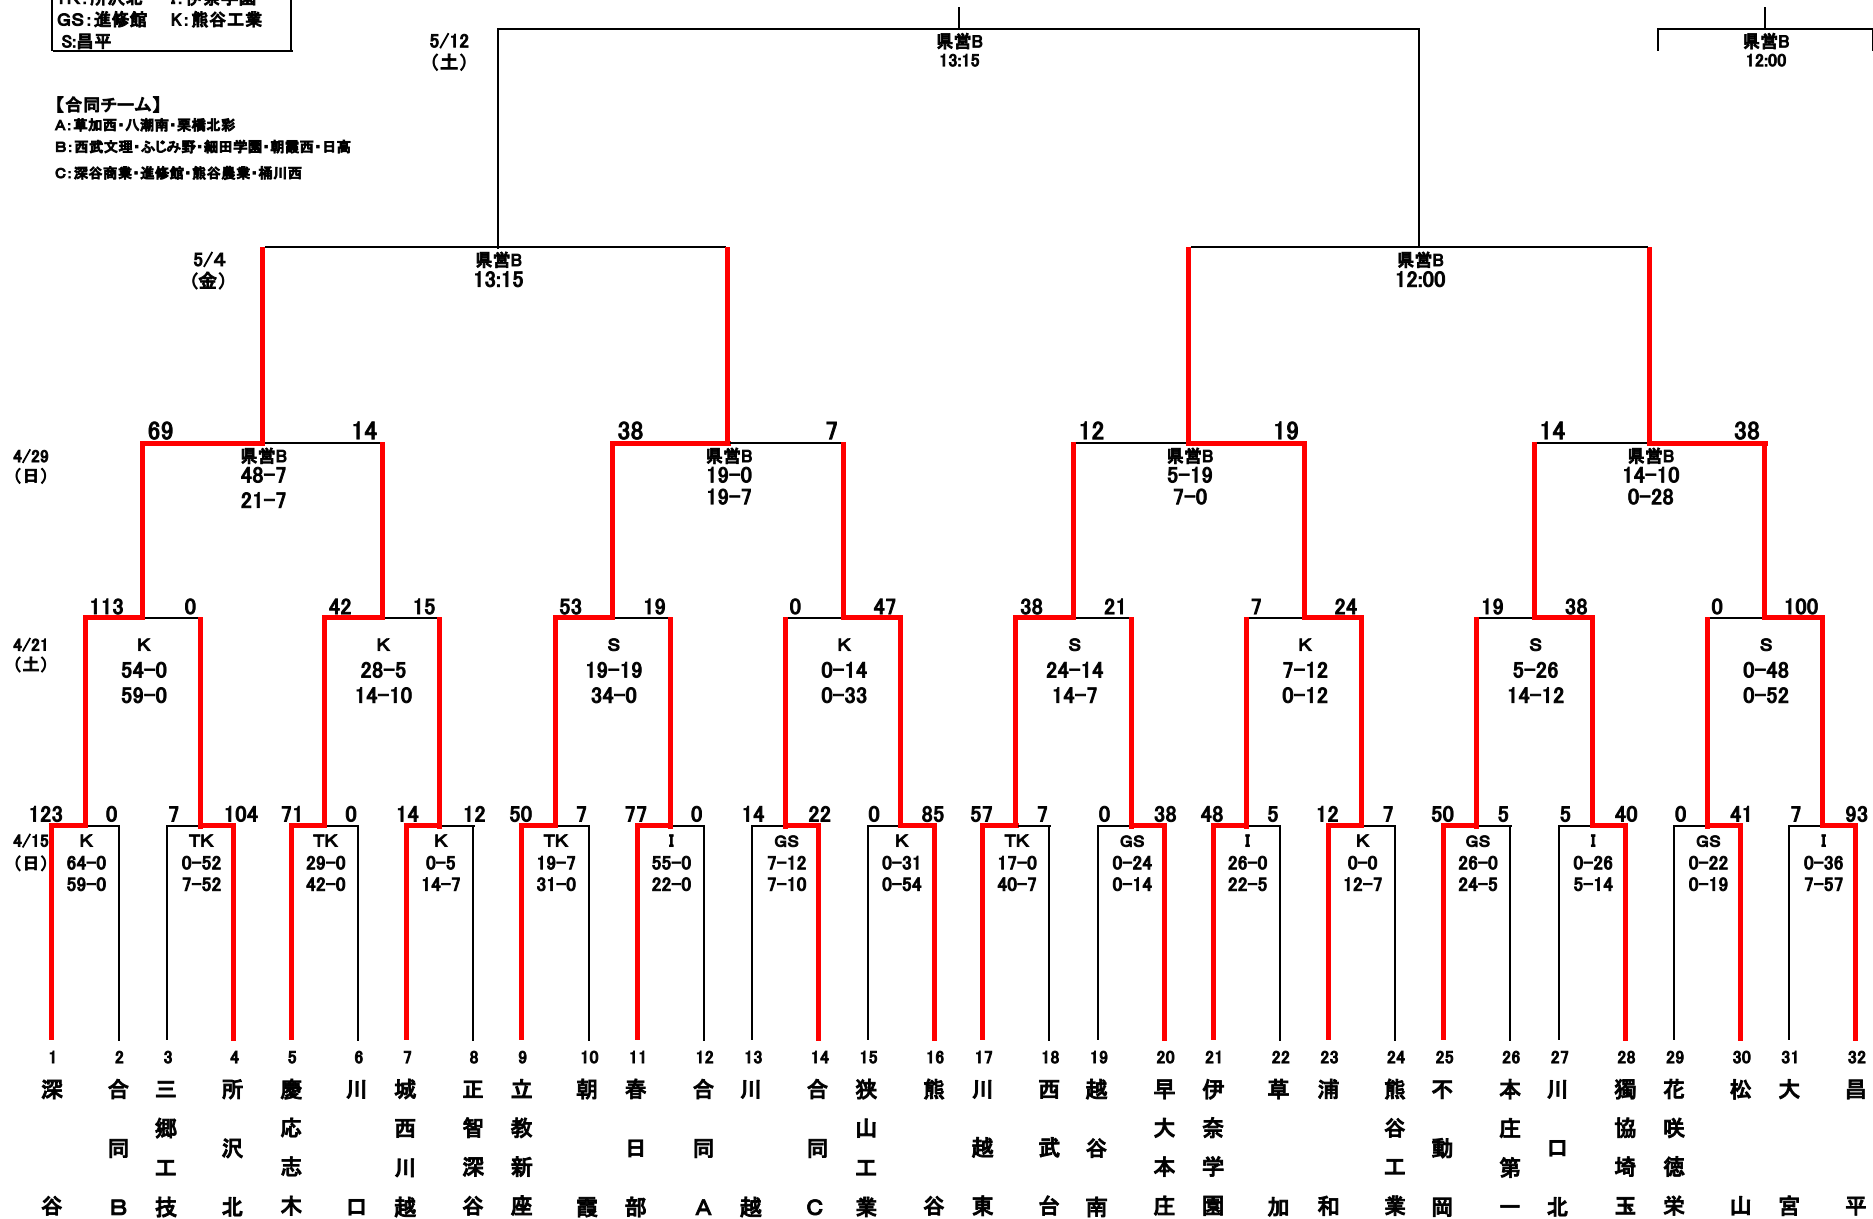 TK:所沢北 I:伊奈学園
GS:進修館 K:熊谷工業
S:昌平
5/12
(土)
県営B
13:15
県営B
12:00
【合同チーム】
A:草加西・八潮南・栗橋北彩
B:西武文理・ふじみ野・細田学園・朝霞西・日高
C:深谷商業・進修館・熊谷農業・桶川西
5/4
(金)
県営B
13:15
県営B
12:00
69 14 38 7 12 19 14 38
4/29
(日)
県営B 県営B 県営B 県営B
48-7 19-0 5-19 14-10
21-7 19-7 7-0 0-28
113 0 42 15 53 19 0 47 38 21 7 24 19 38 0 100
4/21
(土)
K K S K S K S S
54-0 28-5 19-19 0-14 24-14 7-12 5-26 0-48
59-0 14-10 34-0 0-33 14-7 0-12 14-12 0-52
123 0 7 104 71 0 14 12 50 7 77 0 14 22 0 85 57 7 0 38 48 5 12 7 50 5 5 40 0 41 7 93
4/15
(日)
K TK TK K TK I GS K TK GS I K GS I GS I
64-0 0-52 29-0 0-5 19-7 55-0 7-12 0-31 17-0 0-24 26-0 0-0 26-0 0-26 0-22 0-36
59-0 7-52 42-0 14-7 31-0 22-0 7-10 0-54 40-7 0-14 22-5 12-7 24-5 5-14 0-19 7-57
1 2 3 4 5 6 7 8 9 10 11 12 13 14 15 16 17 18 19 20 21 22 23 24 25 26 27 28 29 30 31 32
深谷
合同B
三郷工技
所沢北
慶応志木
川口
城西川越
正智深谷
立教新座
朝霞
春日部
合同A
川越
合同C
狭山工業
熊谷
川越東
西武台
越谷南
早大本庄
伊奈学園
草加
浦和
熊谷工業
不動岡
本庄第一
川口北
獨協埼玉
花咲徳栄
松山
大宮
昌平